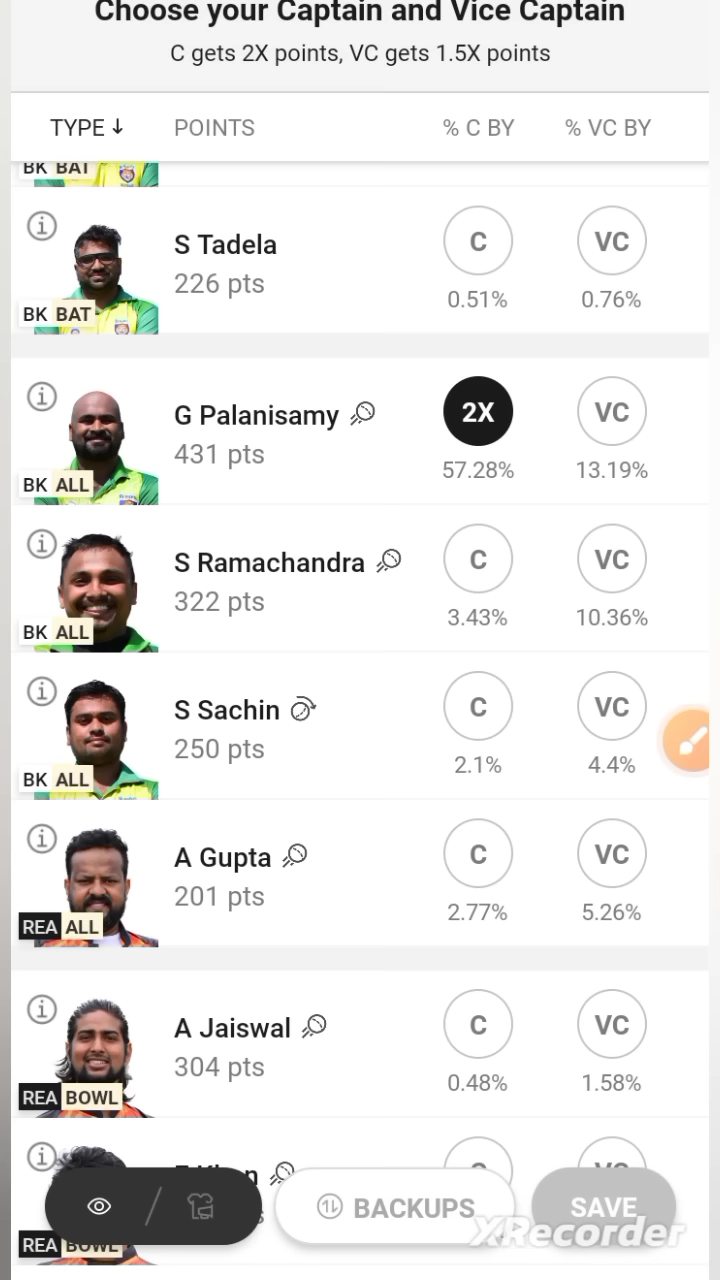 Choose your Captain and Vice Captain
C gets 2X points, VC gets 1.5X points
TYPE ↓ POINTS % C BY % VC BY
BK BAT
S Tadela
226 pts
C VC
0.51% 0.76%
BK BAT
G Palanisamy
431 pts
2X VC
57.28% 13.19%
BK ALL
S Ramachandra
322 pts
C VC
3.43% 10.36%
BK ALL
S Sachin
250 pts
C VC
2.1% 4.4%
BK ALL
A Gupta
201 pts
C VC
2.77% 5.26%
REA ALL
A Jaiswal
304 pts
C VC
0.48% 1.58%
REA BOWL
C VC
BACKUPS SAVE
REA BOWL
XRecorder